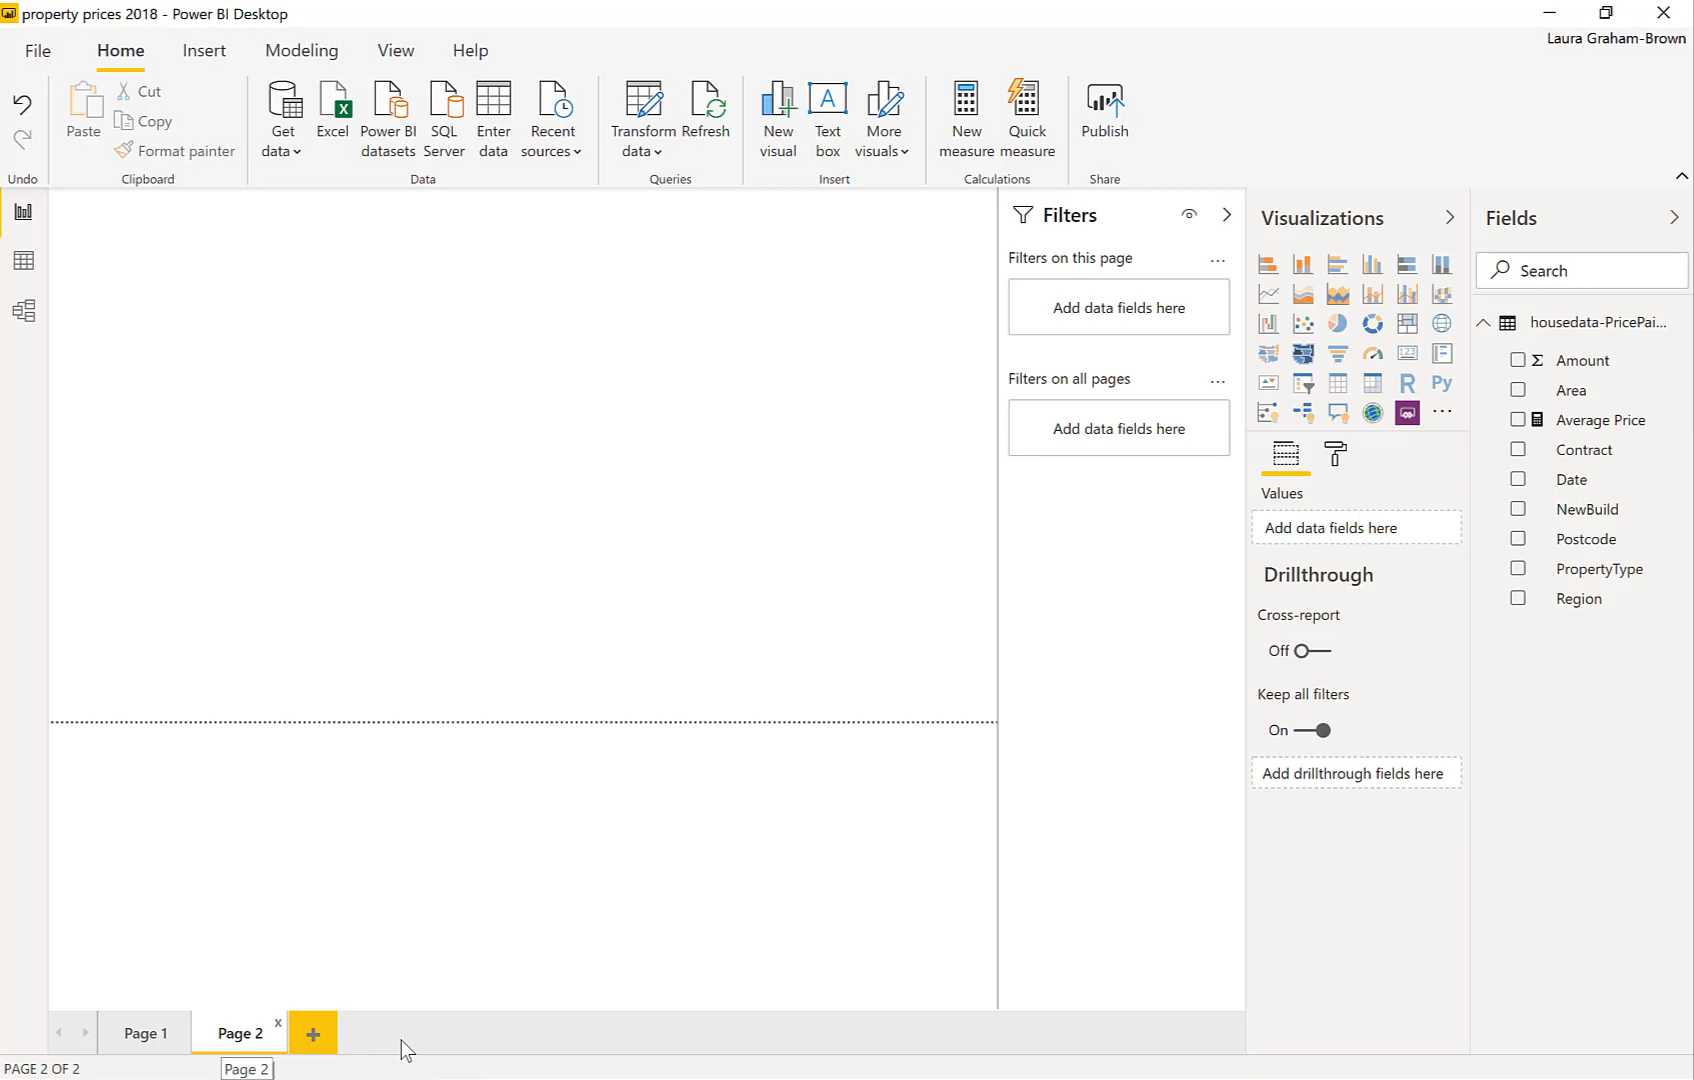 property prices 2018 - Power BI Desktop
Laura Graham-Brown
File
Home
Insert
Modeling
View
Help
Paste
Cut
Copy
Format painter
Get
data
Excel
Power BI
datasets
SQL
Server
Enter
data
Recent
sources
Transform
data
Refresh
New
visual
A
Text
box
More
visuals
New
measure
Quick
measure
Publish
Undo
Clipboard
Data
Queries
Insert
Calculations
Share
Filters
Filters on this page
...
Add data fields here
Filters on all pages
...
Add data fields here
Visualizations
123
R
Py
...
Values
Add data fields here
Drillthrough
Cross-report
Off
Keep all filters
On
Add drillthrough fields here
Fields
Search
housedata-PricePai...
Σ Amount
Area
Average Price
Contract
Date
NewBuild
Postcode
PropertyType
Region
Page 1
Page 2
x
+
PAGE 2 OF 2
Page 2